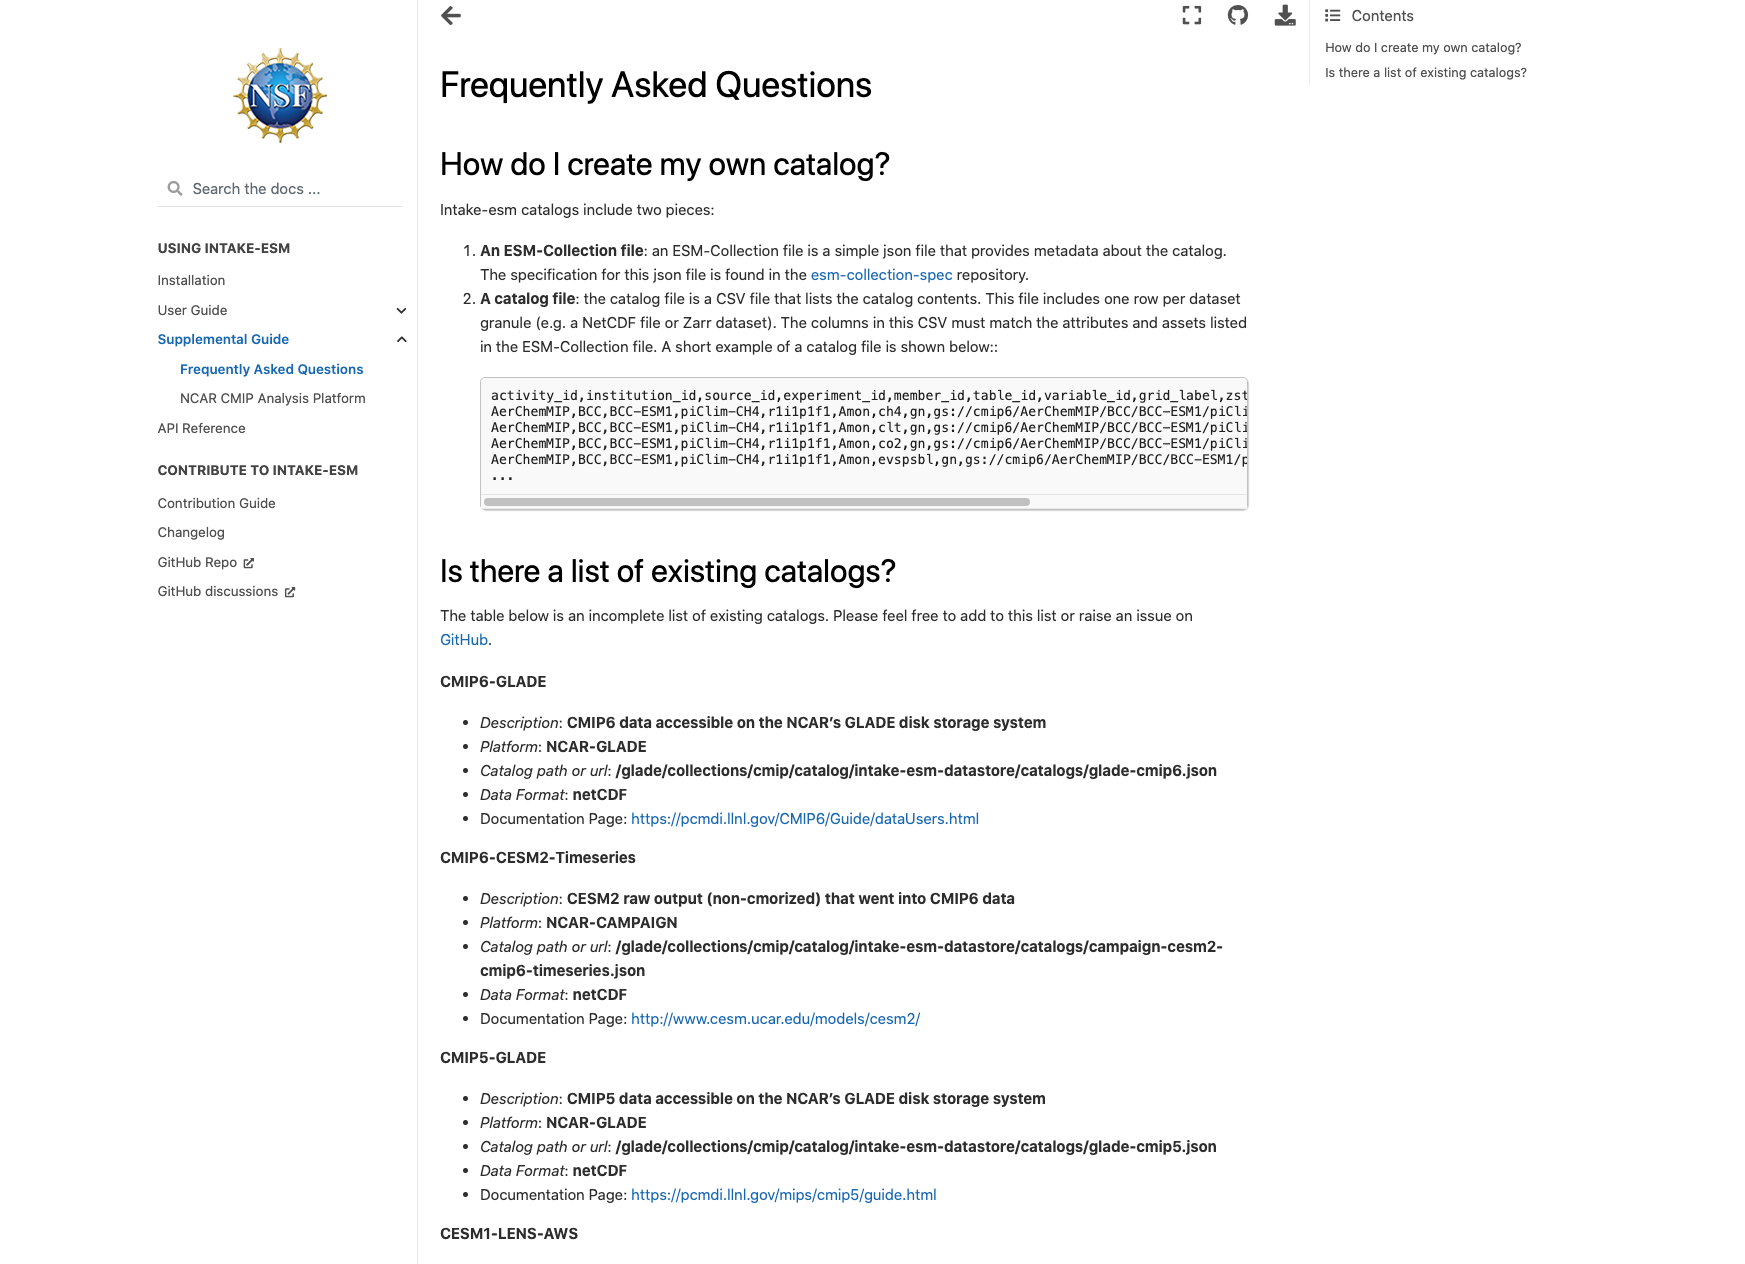 Contents
How do I create my own catalog?
Is there a list of existing catalogs?
NSF
Search the docs ...
USING INTAKE-ESM
Installation
User Guide
Supplemental Guide
Frequently Asked Questions
NCAR CMIP Analysis Platform
API Reference
CONTRIBUTE TO INTAKE-ESM
Contribution Guide
Changelog
GitHub Repo
GitHub discussions
Frequently Asked Questions
How do I create my own catalog?
Intake-esm catalogs include two pieces:
1. An ESM-Collection file: an ESM-Collection file is a simple json file that provides metadata about the catalog.
The specification for this json file is found in the esm-collection-spec repository.
2. A catalog file: the catalog file is a CSV file that lists the catalog contents. This file includes one row per dataset
granule (e.g. a NetCDF file or Zarr dataset). The columns in this CSV must match the attributes and assets listed
in the ESM-Collection file. A short example of a catalog file is shown below::
activity_id,institution_id,source_id,experiment_id,member_id,table_id,variable_id,grid_label,zst
AerChemMIP,BCC,BCC-ESM1,piClim-CH4,r1i1p1f1,Amon,ch4,gn,gs://cmip6/AerChemMIP/BCC/BCC-ESM1/piCli
AerChemMIP,BCC,BCC-ESM1,piClim-CH4,r1i1p1f1,Amon,clt,gn,gs://cmip6/AerChemMIP/BCC/BCC-ESM1/piCli
AerChemMIP,BCC,BCC-ESM1,piClim-CH4,r1i1p1f1,Amon,co2,gn,gs://cmip6/AerChemMIP/BCC/BCC-ESM1/piCli
AerChemMIP,BCC,BCC-ESM1,piClim-CH4,r1i1p1f1,Amon,evspsbl,gn,gs://cmip6/AerChemMIP/BCC/BCC-ESM1/p
...
Is there a list of existing catalogs?
The table below is an incomplete list of existing catalogs. Please feel free to add to this list or raise an issue on
GitHub.
CMIP6-GLADE
• Description: CMIP6 data accessible on the NCAR’s GLADE disk storage system
• Platform: NCAR-GLADE
• Catalog path or url: /glade/collections/cmip/catalog/intake-esm-datastore/catalogs/glade-cmip6.json
• Data Format: netCDF
• Documentation Page: https://pcmdi.llnl.gov/CMIP6/Guide/dataUsers.html
CMIP6-CESM2-Timeseries
• Description: CESM2 raw output (non-cmorized) that went into CMIP6 data
• Platform: NCAR-CAMPAIGN
• Catalog path or url: /glade/collections/cmip/catalog/intake-esm-datastore/catalogs/campaign-cesm2-
cmip6-timeseries.json
• Data Format: netCDF
• Documentation Page: http://www.cesm.ucar.edu/models/cesm2/
CMIP5-GLADE
• Description: CMIP5 data accessible on the NCAR’s GLADE disk storage system
• Platform: NCAR-GLADE
• Catalog path or url: /glade/collections/cmip/catalog/intake-esm-datastore/catalogs/glade-cmip5.json
• Data Format: netCDF
• Documentation Page: https://pcmdi.llnl.gov/mips/cmip5/guide.html
CESM1-LENS-AWS